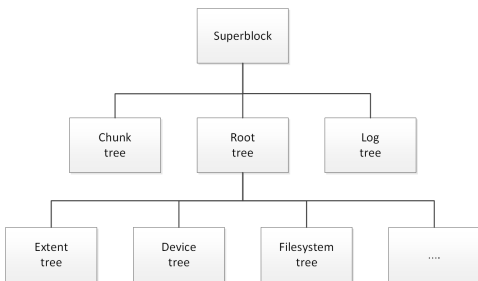 Superblock
Chunk
tree
Root
tree
Log
tree
Extent
tree
Device
tree
Filesystem
tree
....